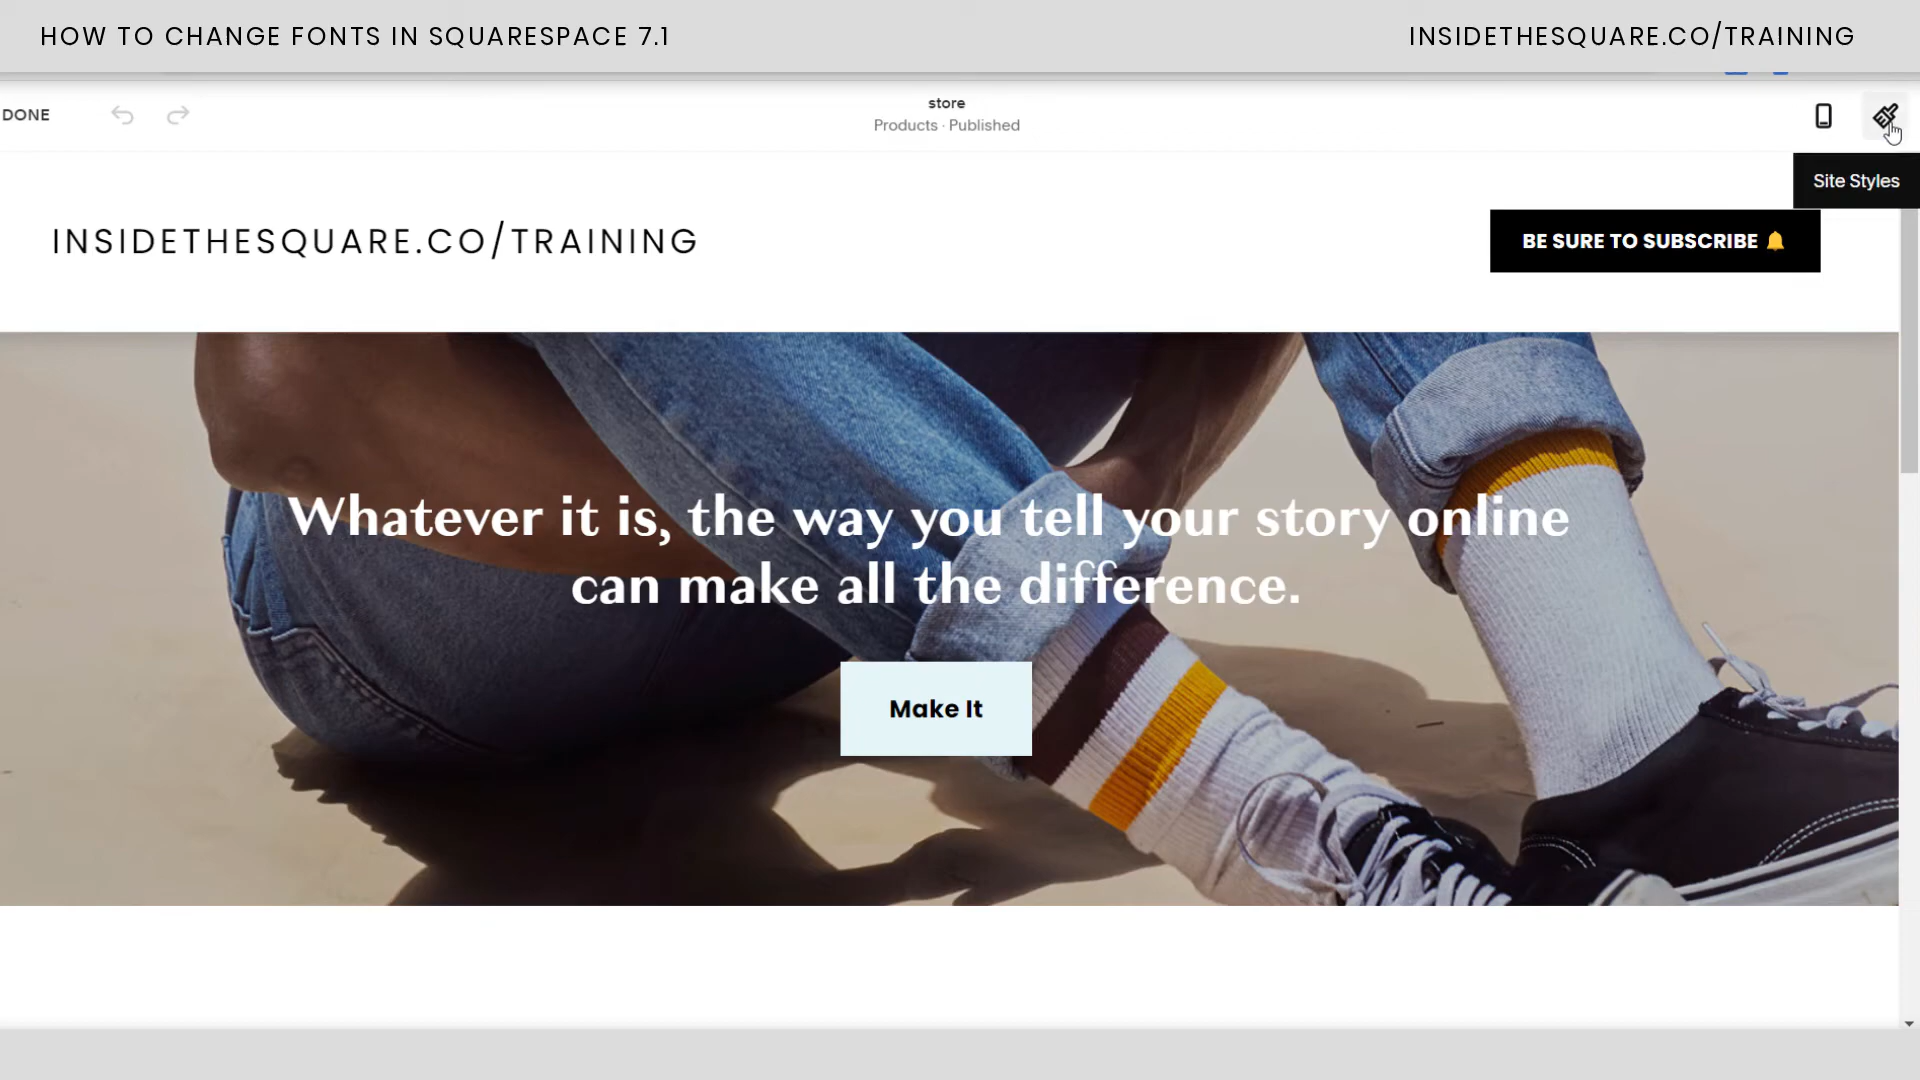 HOW TO CHANGE FONTS IN SQUARESPACE 7.1
INSIDETHESQUARE.CO/TRAINING
DONE
store
Products · Published
Site Styles
INSIDETHESQUARE.CO/TRAINING
BE SURE TO SUBSCRIBE 🔔
Whatever it is, the way you tell your story online
can make all the difference.
Make It